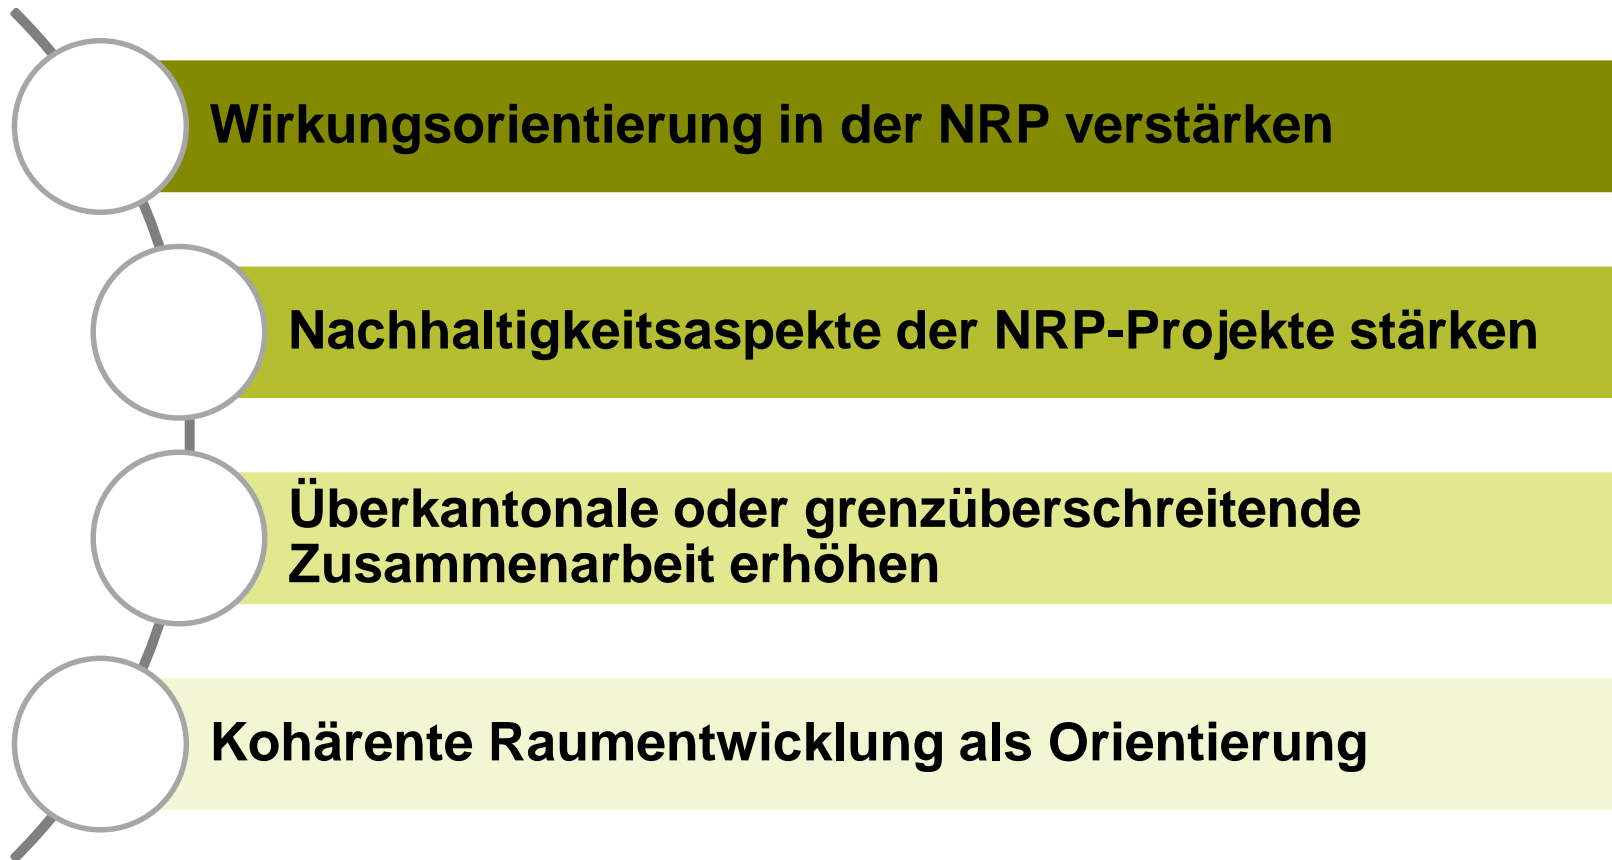 Wirkungsorientierung in der NRP verstärken
Nachhaltigkeitsaspekte der NRP-Projekte stärken
Überkantonale oder grenzüberschreitende
Zusammenarbeit erhöhen
Kohärente Raumentwicklung als Orientierung